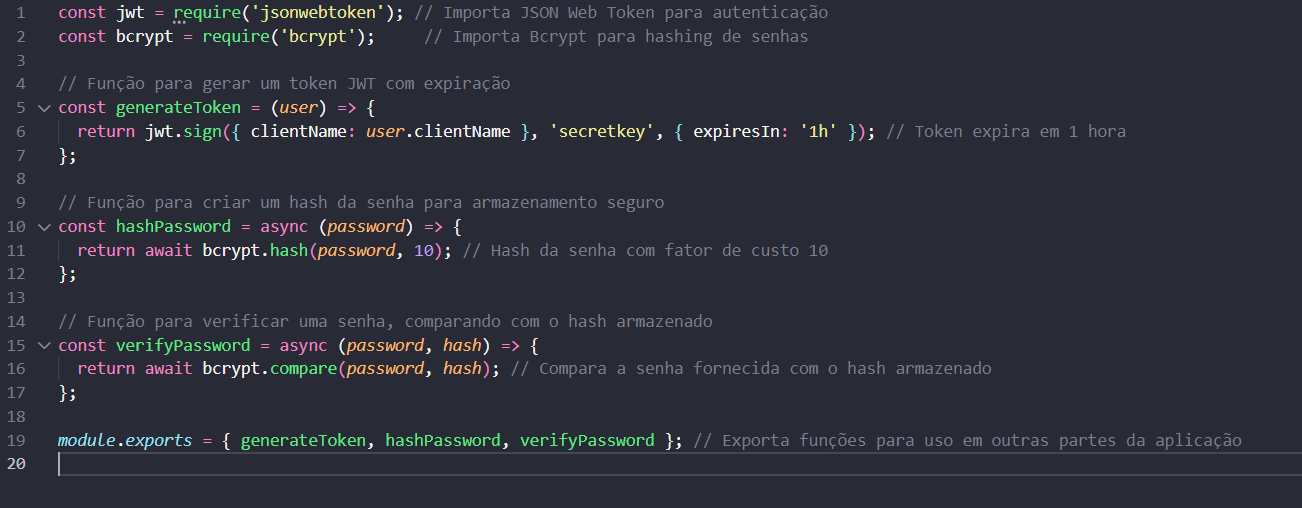 1 const jwt = require('jsonwebtoken'); // Importa JSON Web Token para autenticação
2 const bcrypt = require('bcrypt');     // Importa Bcrypt para hashing de senhas
3
4 // Função para gerar um token JWT com expiração
5 const generateToken = (user) => {
6   return jwt.sign({ clientName: user.clientName }, 'secretkey', { expiresIn: '1h' }); // Token expira em 1 hora
7 };
8
9 // Função para criar um hash da senha para armazenamento seguro
10 const hashPassword = async (password) => {
11   return await bcrypt.hash(password, 10); // Hash da senha com fator de custo 10
12 };
13
14 // Função para verificar uma senha, comparando com o hash armazenado
15 const verifyPassword = async (password, hash) => {
16   return await bcrypt.compare(password, hash); // Compara a senha fornecida com o hash armazenado
17 };
18
19 module.exports = { generateToken, hashPassword, verifyPassword }; // Exporta funções para uso em outras partes da aplicação
20